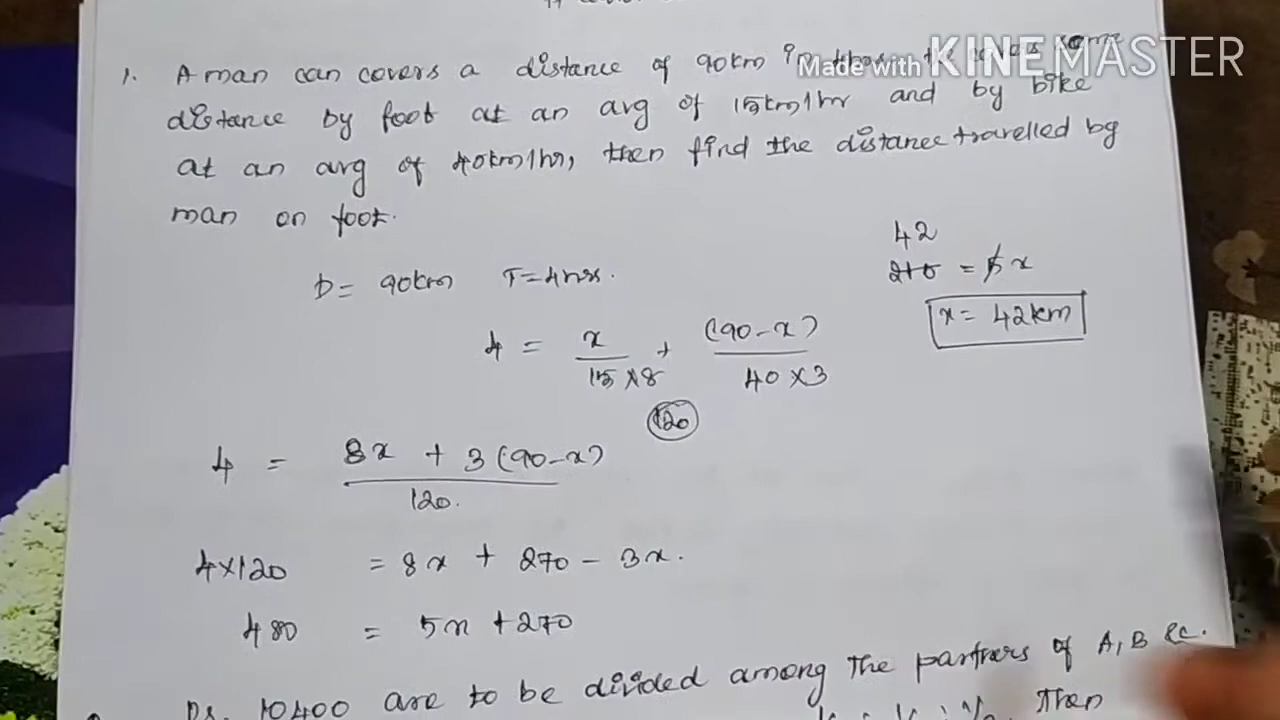 Made with KINEMASTER
1. A man can covers a distance of 90km in 4hrs. some
distance by foot at an avg of 15km/hr and by bike
at an avg of 40km/hr, then find the distance travelled by
man on foot.
D = 90km T = 4hrs.
42
210 = 5x
x = 42km
4 = x/15×8 + (90-x)/40×3
120
4 = 8x + 3(90-x)/120.
4×120 = 8x + 270 - 3x.
480 = 5x + 270
Rs. 10400 are to be divided among the partners of A, B &C.
Then